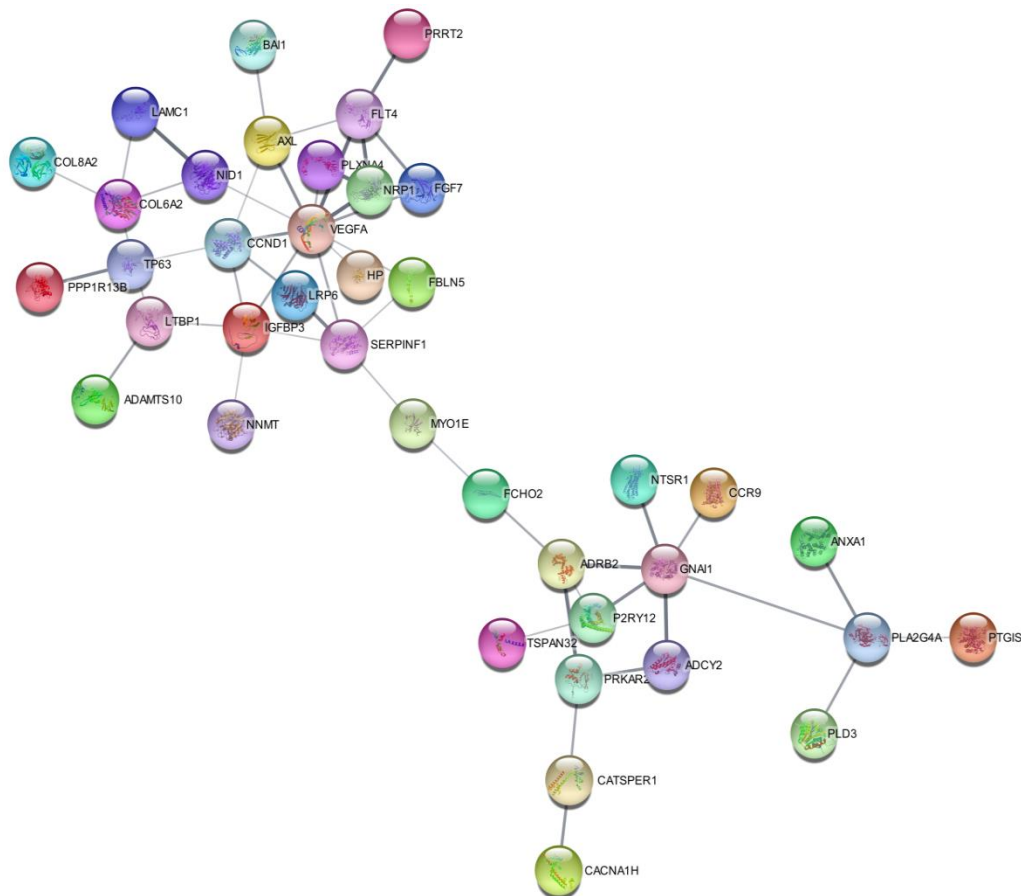 PRRT2
BAI1
LAMC1
FLT4
AXL
COL8A2
PLXNA4
NID1
NRP1
FGF7
COL6A2
VEGFA
CCND1
TP63
HP
FBLN5
PPP1R13B
LRP6
LTBP1
IGFBP3
SERPINF1
ADAMTS10
NNMT
MYO1E
NTSR1
CCR9
FCHO2
ANXA1
ADRB2
GNAI1
P2RY12
TSPAN32
PLA2G4A
PTGIS
PRKAR2
ADCY2
PLD3
CATSPER1
CACNA1H